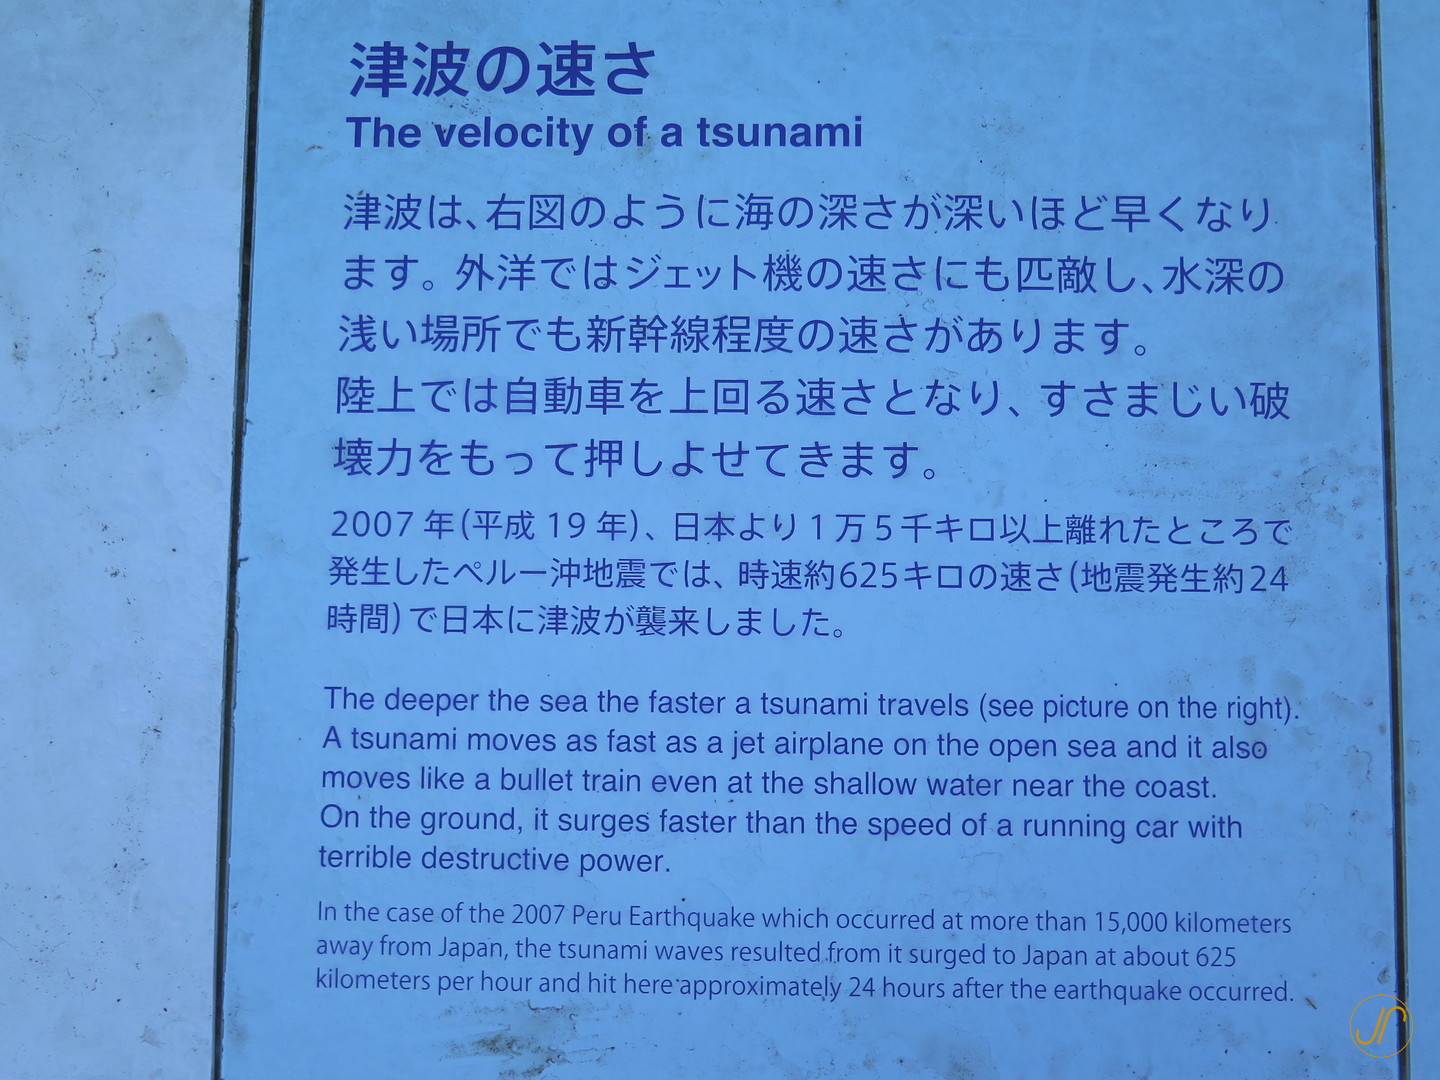 津波の速さ
The velocity of a tsunami
津波は、右図のように海の深さが深いほど早くなり
ます。外洋ではジェット機の速さにも匹敵し、水深の
浅い場所でも新幹線程度の速さがあります。
陸上では自動車を上回る速さとなり、すさまじい破
壊力をもって押しよせてきます。
2007年(平成19年)、日本より1万5千キロ以上離れたところで
発生したペルー沖地震では、時速約625キロの速さ(地震発生約24
時間)で日本に津波が襲来しました。
The deeper the sea the faster a tsunami travels (see picture on the right).
A tsunami moves as fast as a jet airplane on the open sea and it also
moves like a bullet train even at the shallow water near the coast.
On the ground, it surges faster than the speed of a running car with
terrible destructive power.
In the case of the 2007 Peru Earthquake which occurred at more than 15,000 kilometers
away from Japan, the tsunami waves resulted from it surged to Japan at about 625
kilometers per hour and hit here approximately 24 hours after the earthquake occurred.